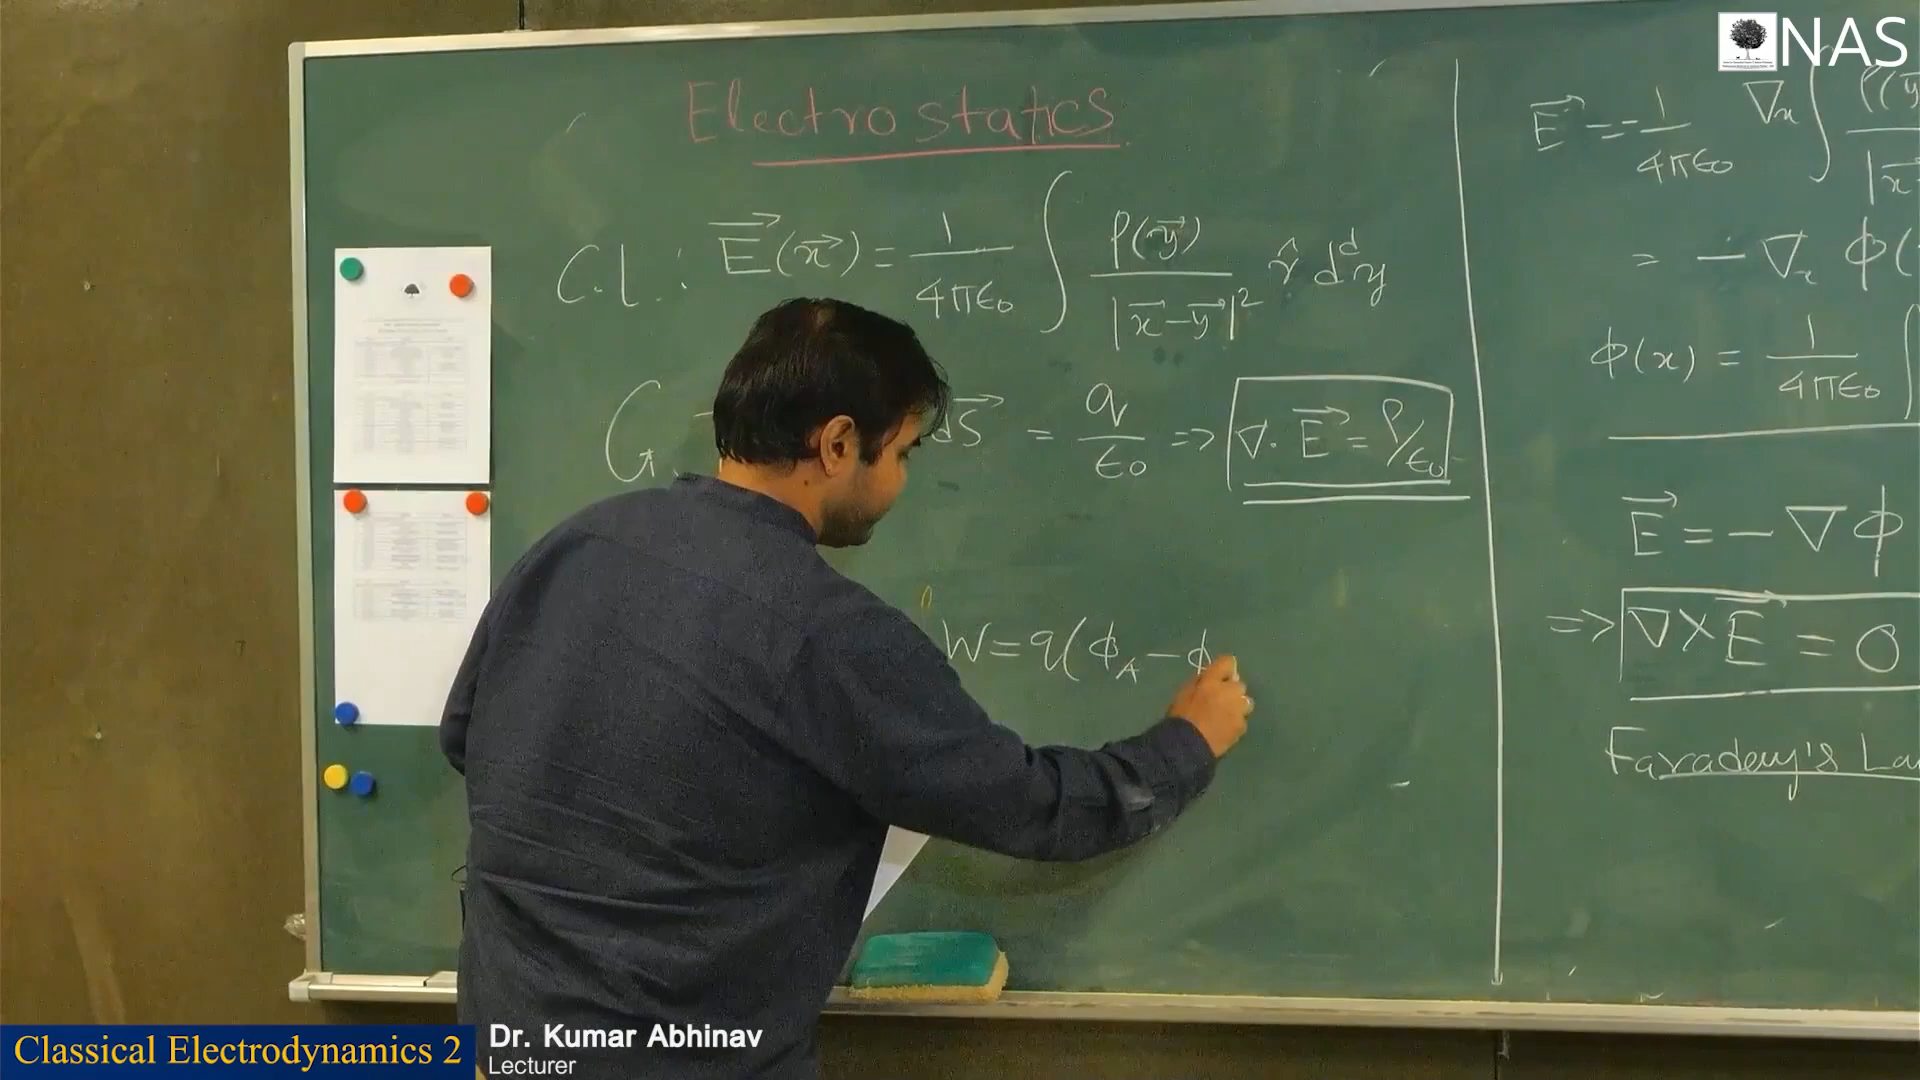 NAS
Electrostatics
C.L.: E⃗(x⃗) = 1/4πϵ₀ ∫ ρ(y⃗)/|x⃗-y⃗|² r̂ dᵈy
G. dS⃗ = q/ϵ₀ => ∇·E⃗ = ρ/ϵ₀
W = q(ϕ_A - ϕ
E⃗ = -1/4πϵ₀ ∇x ∫ ρ(y⃗ / |x⃗-
= -∇x ϕ(
ϕ(x) = 1/4πϵ₀ ∫
E⃗ = -∇ϕ
=> ∇×E⃗ = 0
Faraday's La
Classical Electrodynamics 2
Dr. Kumar Abhinav
Lecturer